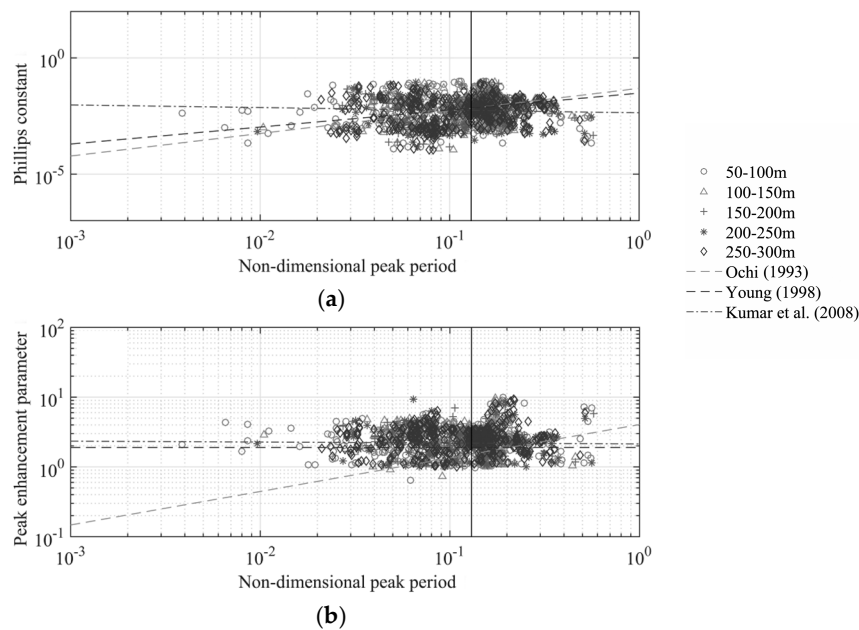 Phillips constant
10^0
10^-5
10^-3
10^-2
10^-1
10^0
Non-dimensional peak period
(a)
Peak enhancement parameter
10^2
10^1
10^0
10^-1
10^-3
10^-2
10^-1
10^0
Non-dimensional peak period
(b)
50-100m
100-150m
150-200m
200-250m
250-300m
Ochi (1993)
Young (1998)
Kumar et al. (2008)